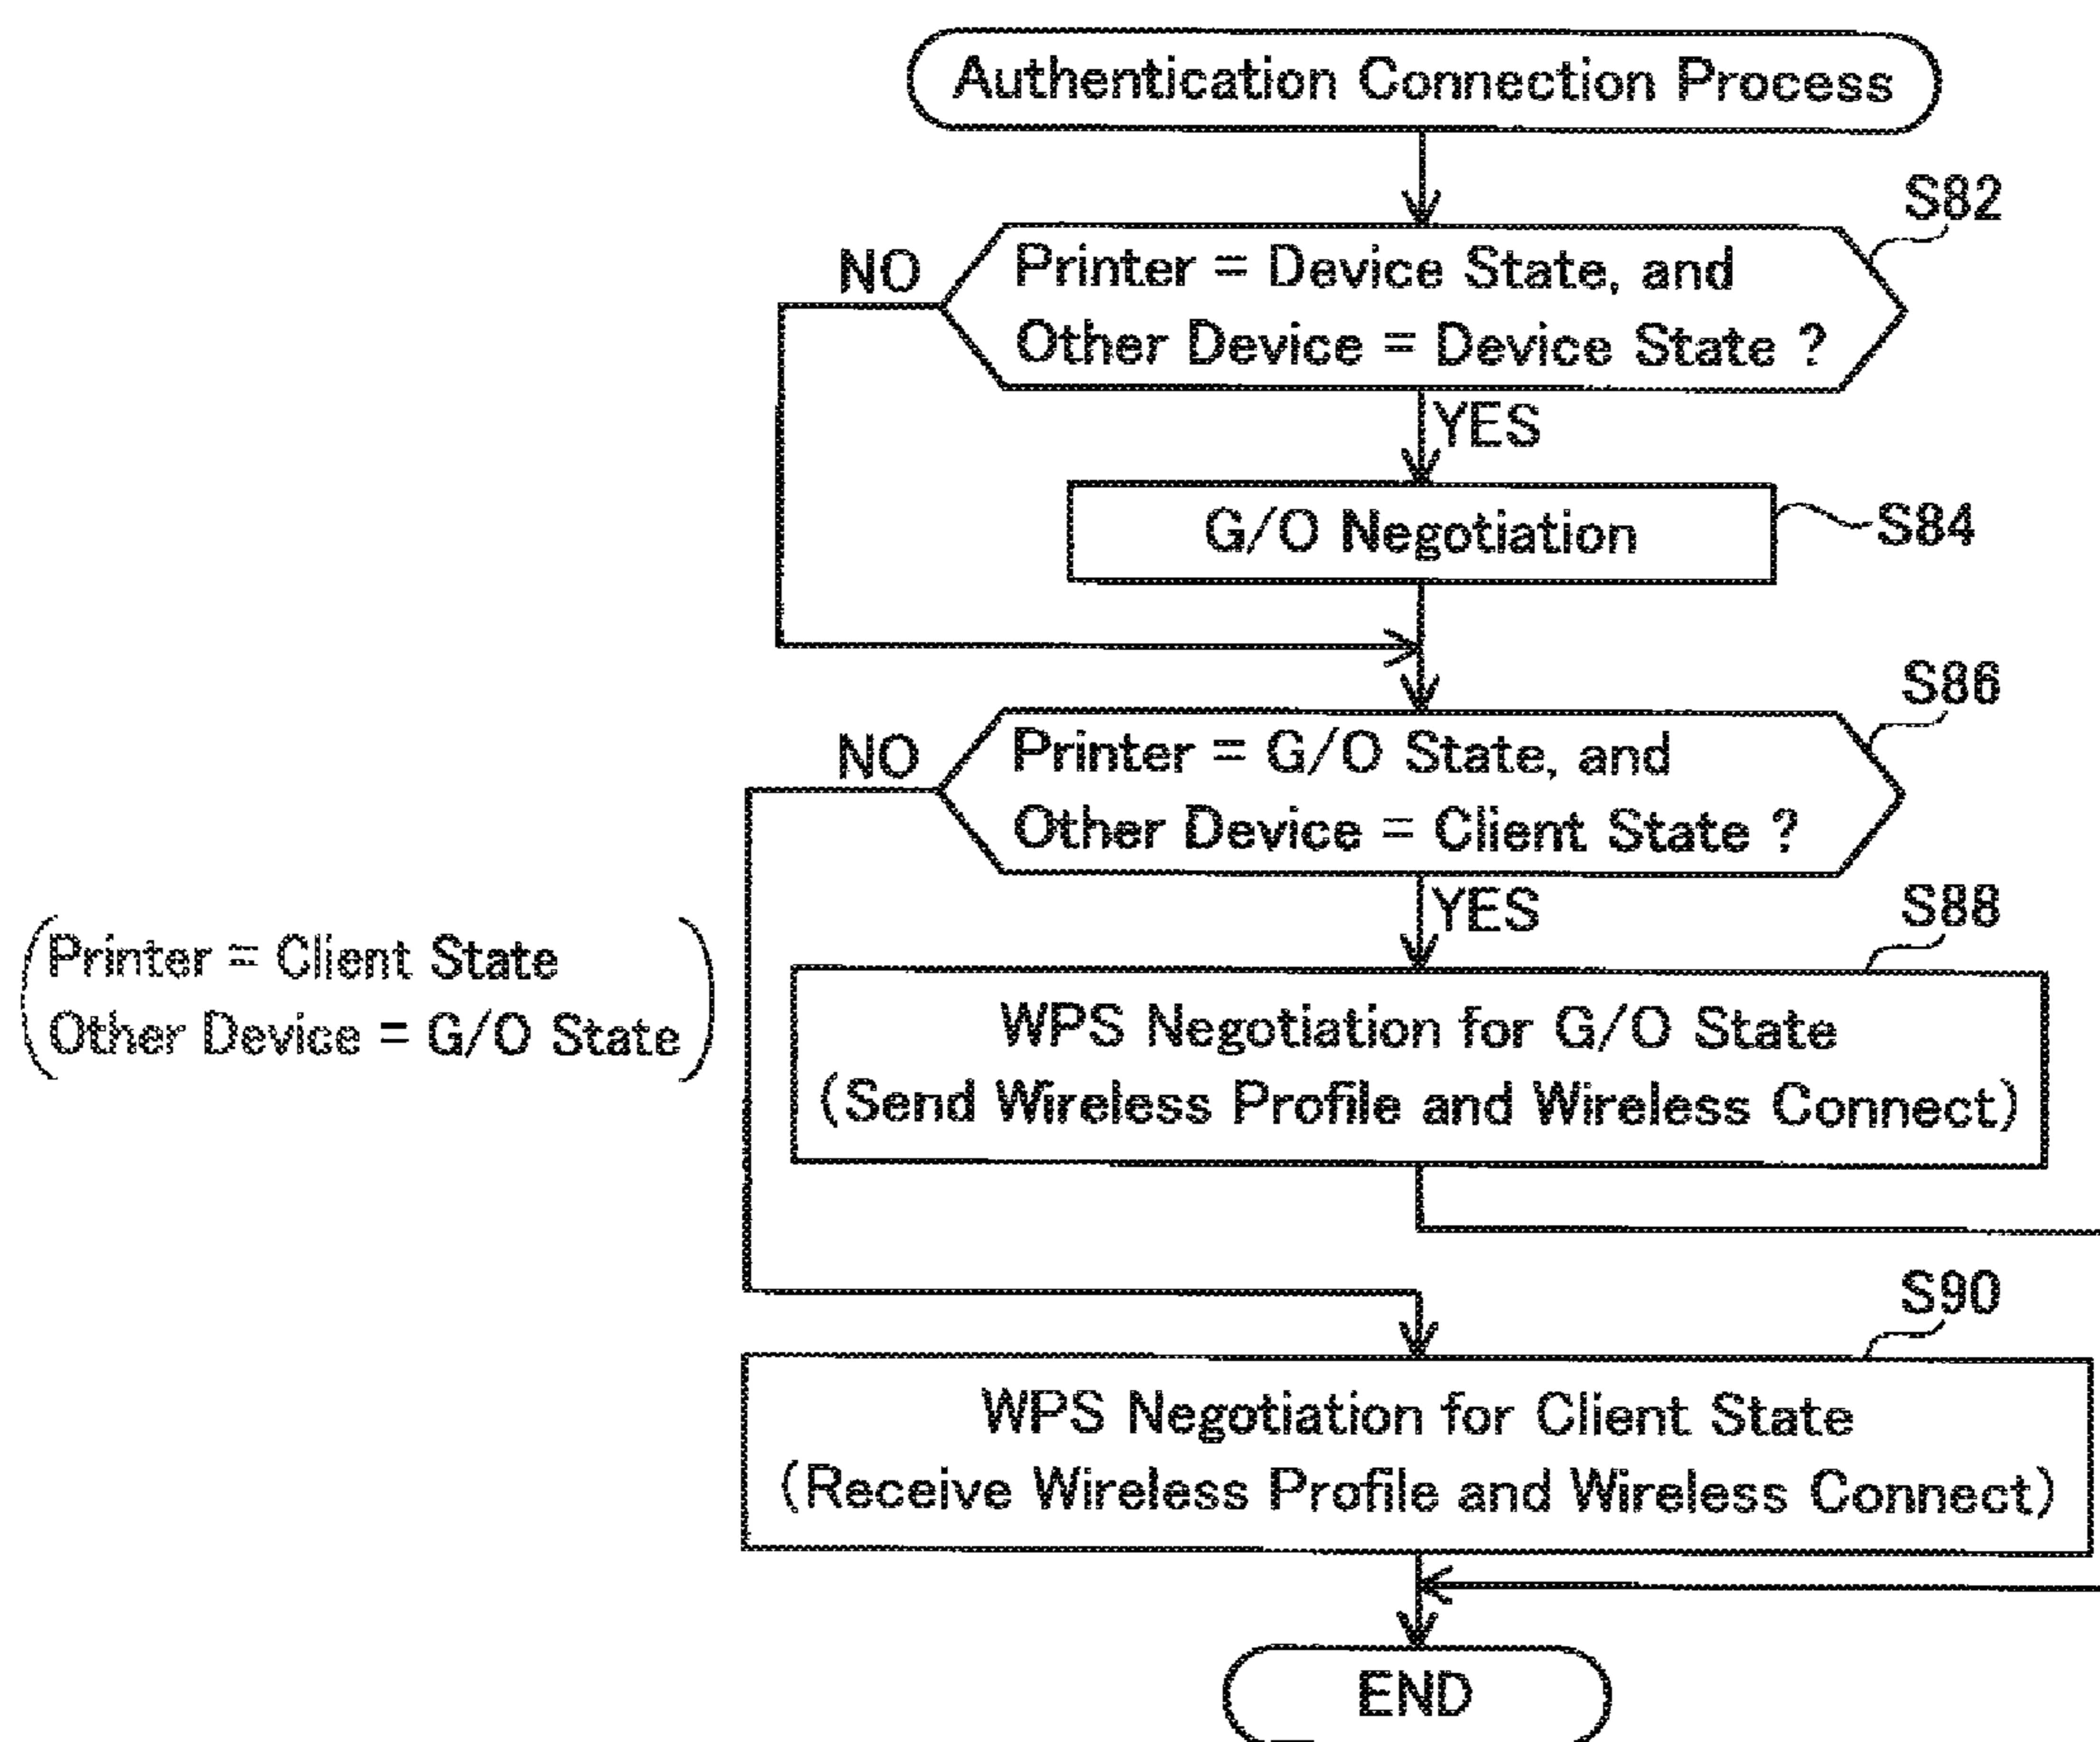 Authentication Connection Process
S82
NO
Printer = Device State, and
Other Device = Device State ?
YES
G/O Negotiation
S84
S86
NO
Printer = G/O State, and
Other Device = Client State ?
YES
S88
Printer = Client State
Other Device = G/O State
WPS Negotiation for G/O State
(Send Wireless Profile and Wireless Connect)
S90
WPS Negotiation for Client State
(Receive Wireless Profile and Wireless Connect)
END